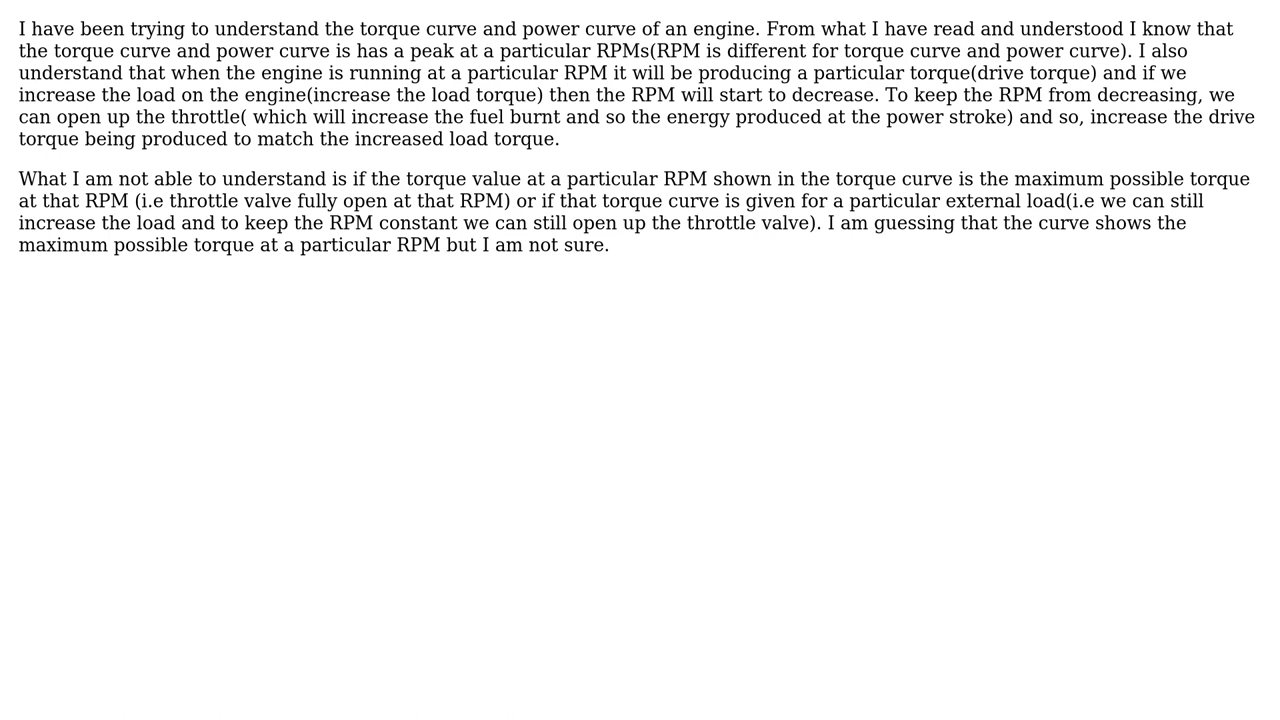 I have been trying to understand the torque curve and power curve of an engine. From what I have read and understood I know that
the torque curve and power curve is has a peak at a particular RPMs(RPM is different for torque curve and power curve). I also
understand that when the engine is running at a particular RPM it will be producing a particular torque(drive torque) and if we
increase the load on the engine(increase the load torque) then the RPM will start to decrease. To keep the RPM from decreasing, we
can open up the throttle( which will increase the fuel burnt and so the energy produced at the power stroke) and so, increase the drive
torque being produced to match the increased load torque.
What I am not able to understand is if the torque value at a particular RPM shown in the torque curve is the maximum possible torque
at that RPM (i.e throttle valve fully open at that RPM) or if that torque curve is given for a particular external load(i.e we can still
increase the load and to keep the RPM constant we can still open up the throttle valve). I am guessing that the curve shows the
maximum possible torque at a particular RPM but I am not sure.